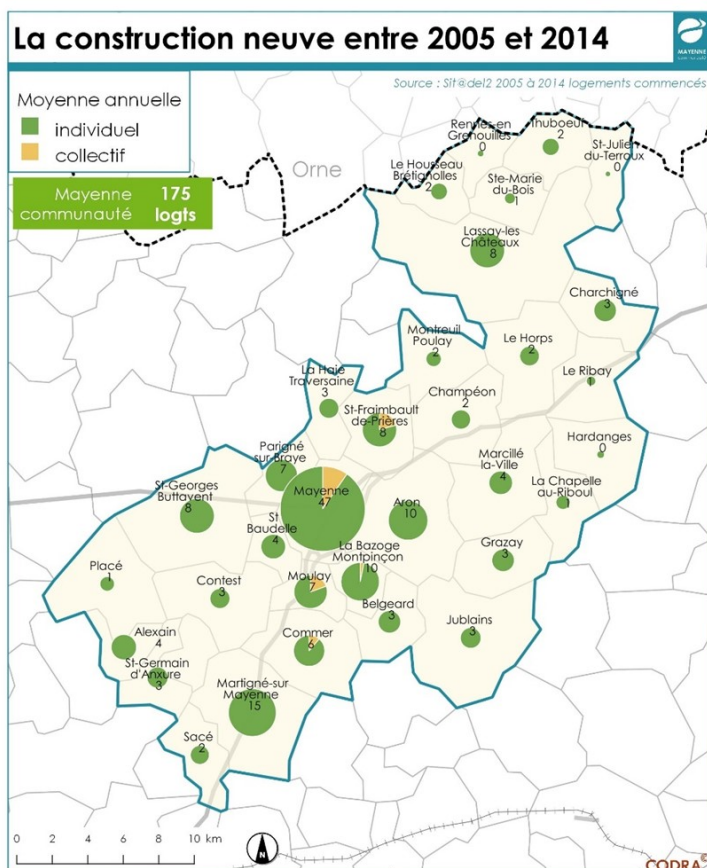 La construction neuve entre 2005 et 2014
MAYENNE
Source : Sit@del2 2005 à 2014 logements commencés
Moyenne annuelle
individuel
collectif
Mayenne
communauté
175
logts
Orne
Rennes-en
Grenouilles
0
Thuboeuf
2
St-Julien
du-Terroux
0
Le Housseau
Brétignolles
2
Ste-Marie
du-Bois
1
Lassay-les
Châteaux
8
Charchigné
3
Montreuil
Poulay
2
Le Horps
2
Le Ribay
1
La Haie
Traversaine
3
St-Fraimbault
de-Prières
8
Champéon
2
Hardanges
0
Parigné
sur-Braye
7
Marcillé
la-Ville
4
La Chapelle
au-Riboul
1
St-Georges
Buttavent
8
Mayenne
47
Aron
10
St
Baudelle
4
La Bazoge
Montpinçon
10
Grazay
3
Placé
1
Contest
3
Moulay
7
Belgeard
3
Jublains
3
Alexain
4
Commer
6
St-Germain
d'Anxure
3
Martigné-sur
Mayenne
15
Sacé
2
0 2 4 6 8 10 km
N
CODRA©